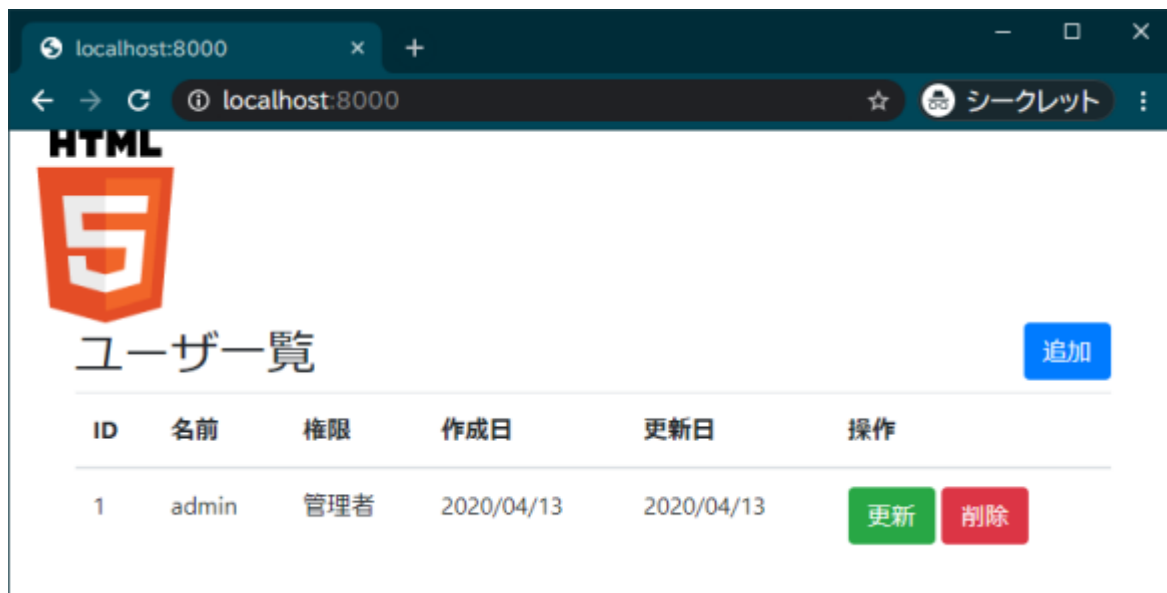 localhost:8000
localhost:8000 シークレット
HTML
5
ユーザ一覧 追加
ID 名前 権限 作成日 更新日 操作
1 admin 管理者 2020/04/13 2020/04/13 更新 削除